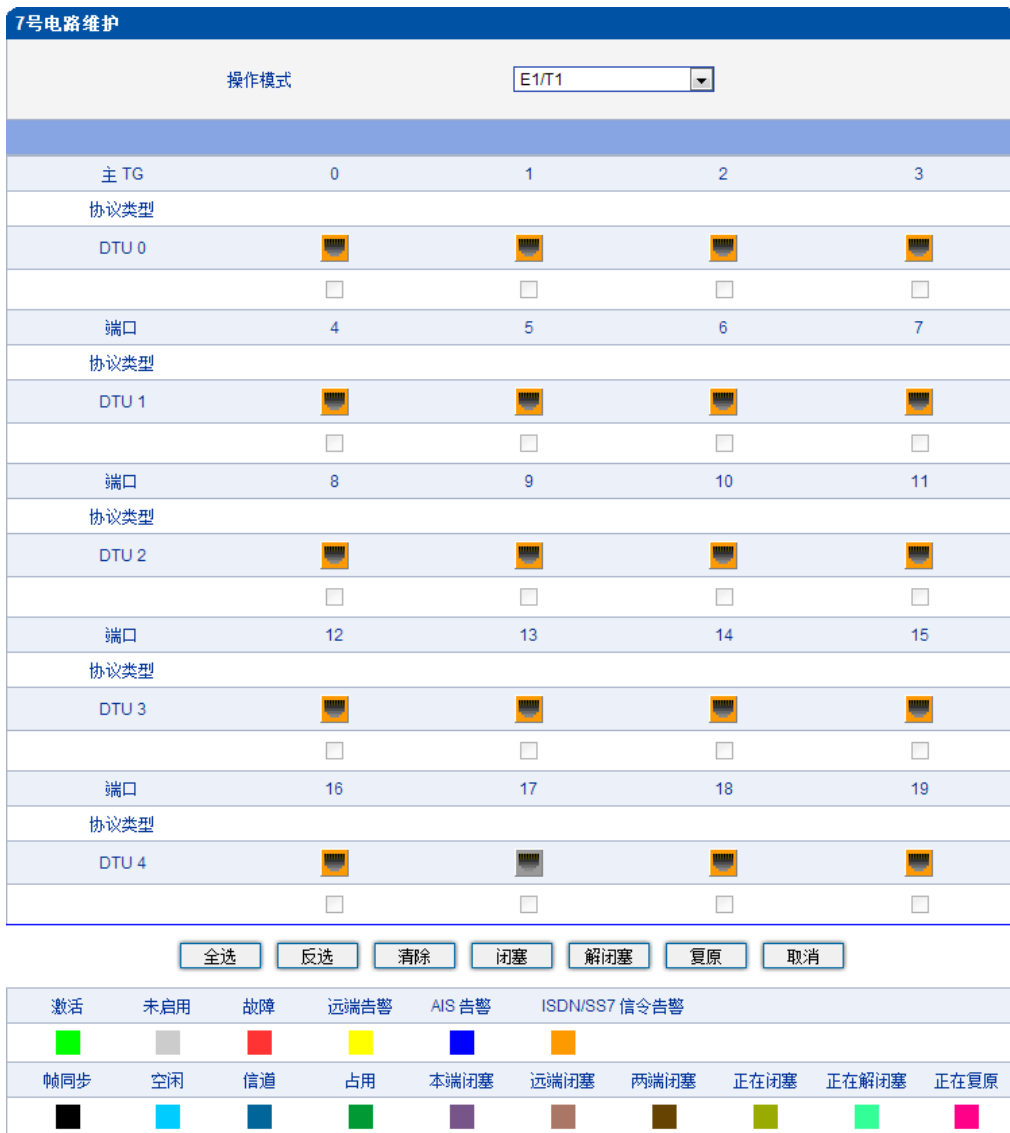 7号电路维护
操作模式 E1/T1
主 TG 0 1 2 3
协议类型
DTU 0
端口 4 5 6 7
协议类型
DTU 1
端口 8 9 10 11
协议类型
DTU 2
端口 12 13 14 15
协议类型
DTU 3
端口 16 17 18 19
协议类型
DTU 4
全选 反选 清除 闭塞 解闭塞 复原 取消
激活 未启用 故障 远端告警 AIS 告警 ISDN/SS7 信令告警
帧同步 空闲 信道 占用 本端闭塞 远端闭塞 两端闭塞 正在闭塞 正在解闭塞 正在复原